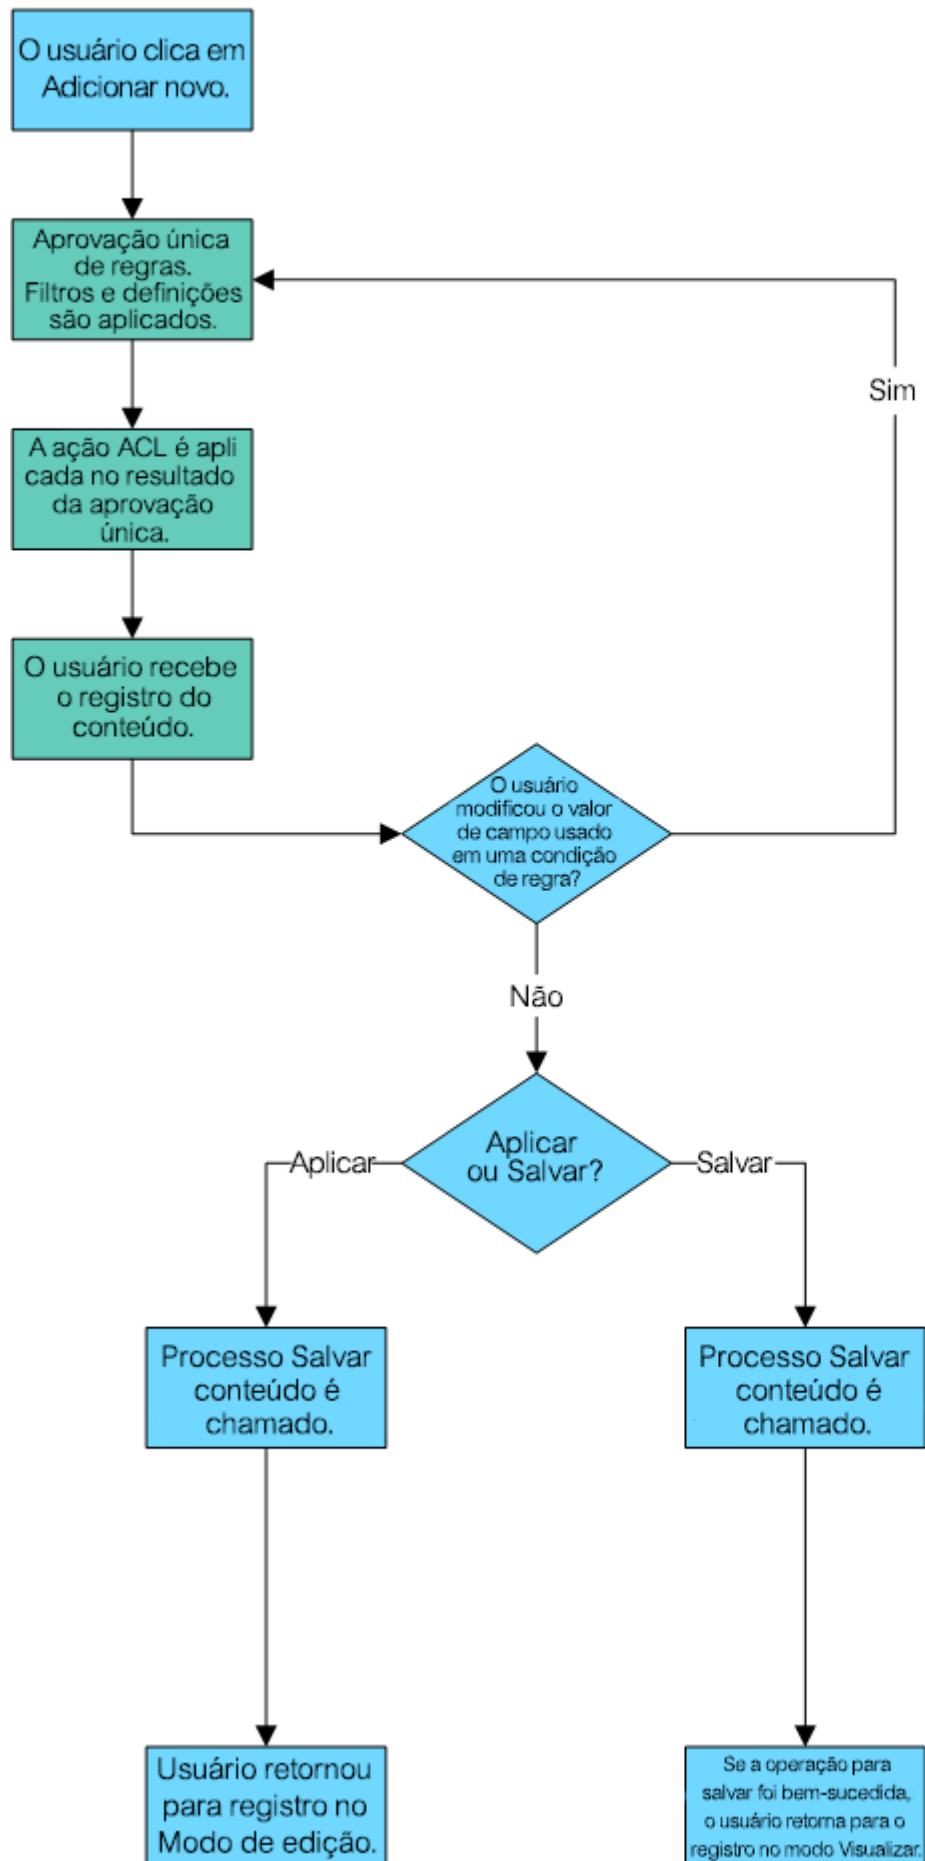 O usuário clica em
Adicionar novo.
Aprovação única
de regras.
Filtros e definições
são aplicados.
Sim
A ação ACL é apli
cada no resultado
da aprovação
única.
O usuário recebe
o registro do
conteúdo.
O usuário
modificou o valor
de campo usado
em uma condição
de regra?
Não
Aplicar
ou Salvar?
Aplicar
Salvar
Processo Salvar
conteúdo é
chamado.
Processo Salvar
conteúdo é
chamado.
Usuário retornou
para registro no
Modo de edição.
Se a operação para
salvar foi bem-sucedida,
o usuário retorna para o
registro no modo Visualizar.